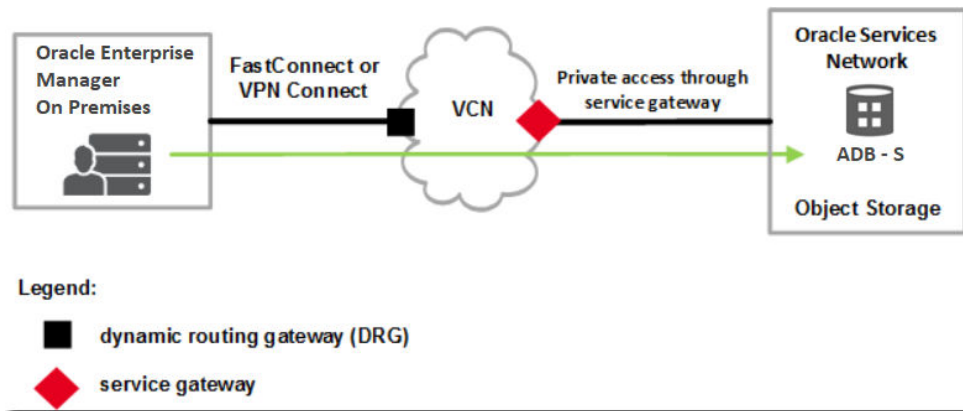 Oracle Enterprise
Manager
On Premises
FastConnect or
VPN Connect
VCN
Private access through
service gateway
Oracle Services
Network
ADB - S
Object Storage
Legend:
dynamic routing gateway (DRG)
service gateway